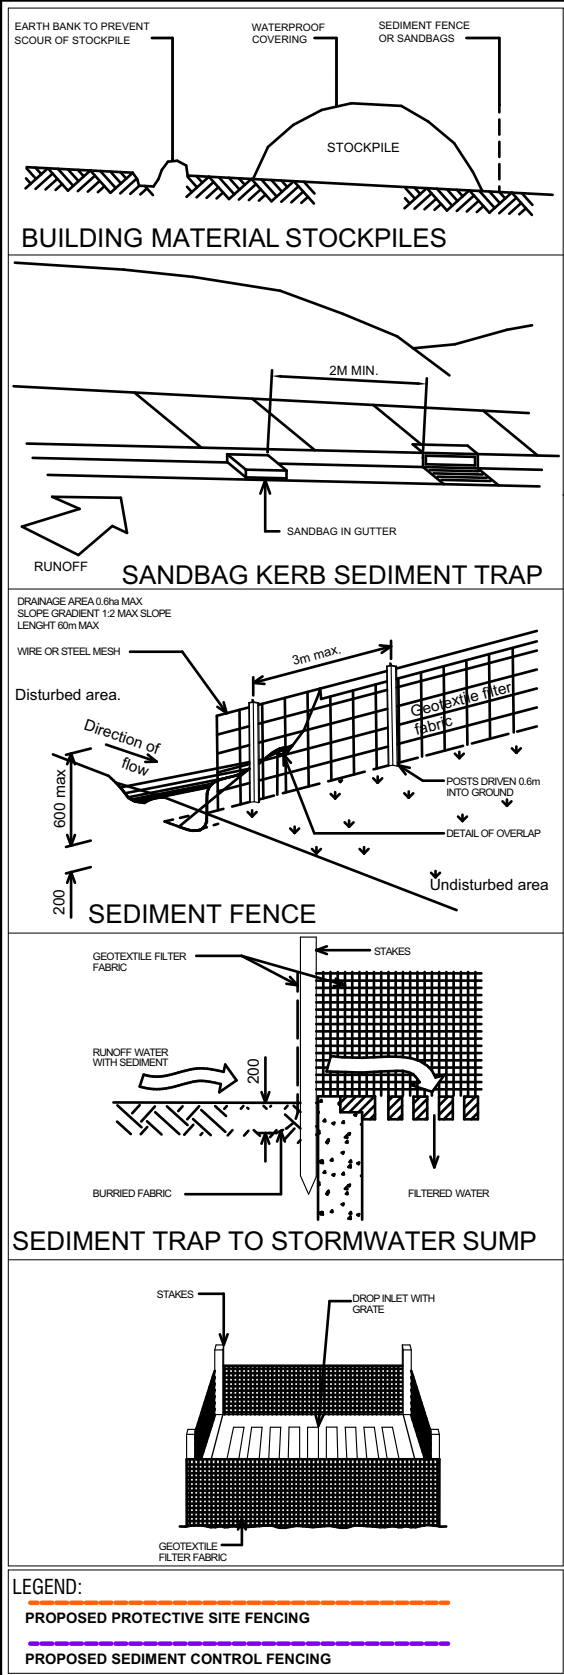 EARTH BANK TO PREVENT
SCOUR OF STOCKPILE
WATERPROOF
COVERING
SEDIMENT FENCE
OR SANDBAGS
STOCKPILE
BUILDING MATERIAL STOCKPILES
2M MIN.
SANDBAG IN GUTTER
RUNOFF
SANDBAG KERB SEDIMENT TRAP
DRAINAGE AREA 0.6ha MAX
SLOPE GRADIENT 1:2 MAX SLOPE
LENGHT 60m MAX
WIRE OR STEEL MESH
3m max.
Disturbed area.
Geotextile filter
fabric
Direction of
flow
POSTS DRIVEN 0.6m
INTO GROUND
600 max
DETAIL OF OVERLAP
200
Undisturbed area
SEDIMENT FENCE
GEOTEXTILE FILTER
FABRIC
STAKES
RUNOFF WATER
WITH SEDIMENT
200
BURRIED FABRIC
FILTERED WATER
SEDIMENT TRAP TO STORMWATER SUMP
STAKES
DROP INLET WITH
GRATE
GEOTEXTILE
FILTER FABRIC
LEGEND:
PROPOSED PROTECTIVE SITE FENCING
PROPOSED SEDIMENT CONTROL FENCING